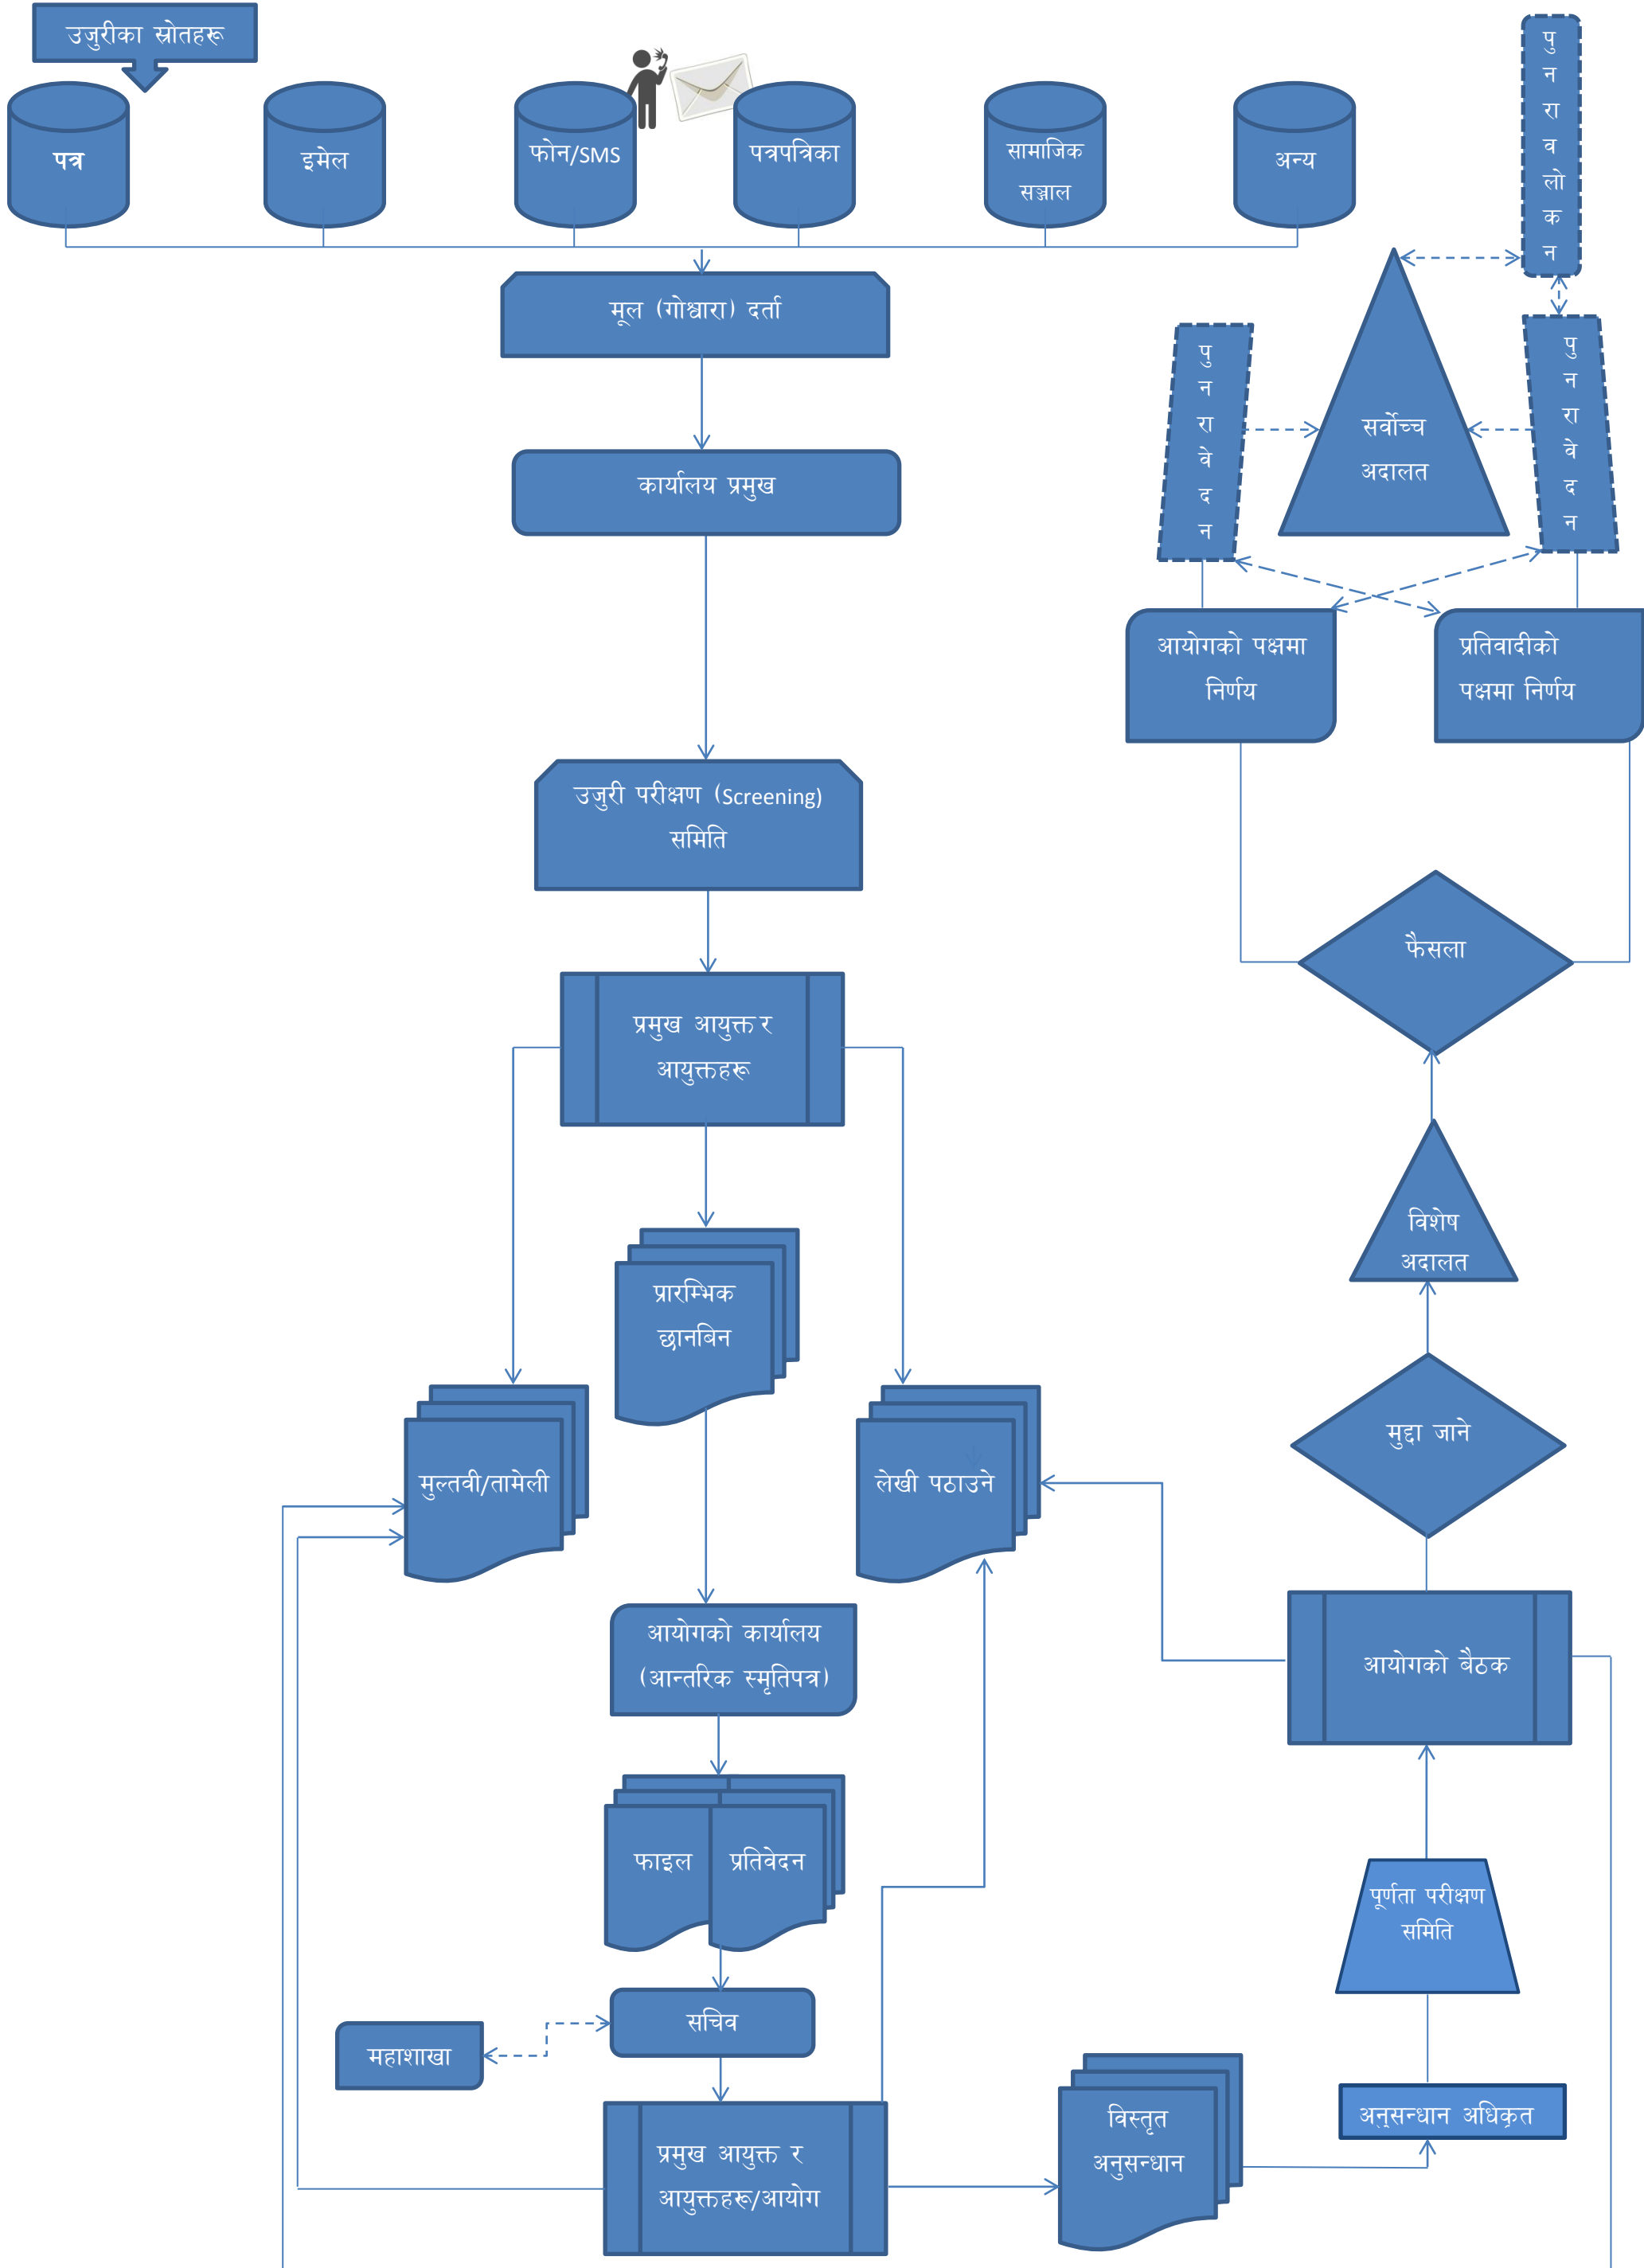 उजुरीका स्रोतहरू
पत्र
इमेल
फोन/SMS
पत्रपत्रिका
सामाजिक
सञ्जाल
अन्य
पु
न
रा
व
लो
क
न
मूल (गोश्वारा) दर्ता
कार्यालय प्रमुख
पु
न
रा
वे
द
न
सर्वोच्च
अदालत
पु
न
रा
वे
द
न
आयोगको पक्षमा
निर्णय
प्रतिवादीको
पक्षमा निर्णय
उजुरी परीक्षण (Screening)
समिति
फैसला
प्रमुख आयुक्त र
आयुक्तहरू
विशेष
अदालत
प्रारम्भिक
छानबिन
मुल्तवी/तामेली
लेखी पठाउने
मुद्दा जाने
आयोगको कार्यालय
(आन्तरिक स्मृतिपत्र)
आयोगको बैठक
फाइल
प्रतिवेदन
पूर्णता परीक्षण
समिति
सचिव
महाशाखा
प्रमुख आयुक्त र
आयुक्तहरू/आयोग
विस्तृत
अनुसन्धान
अनुसन्धान अधिकृत